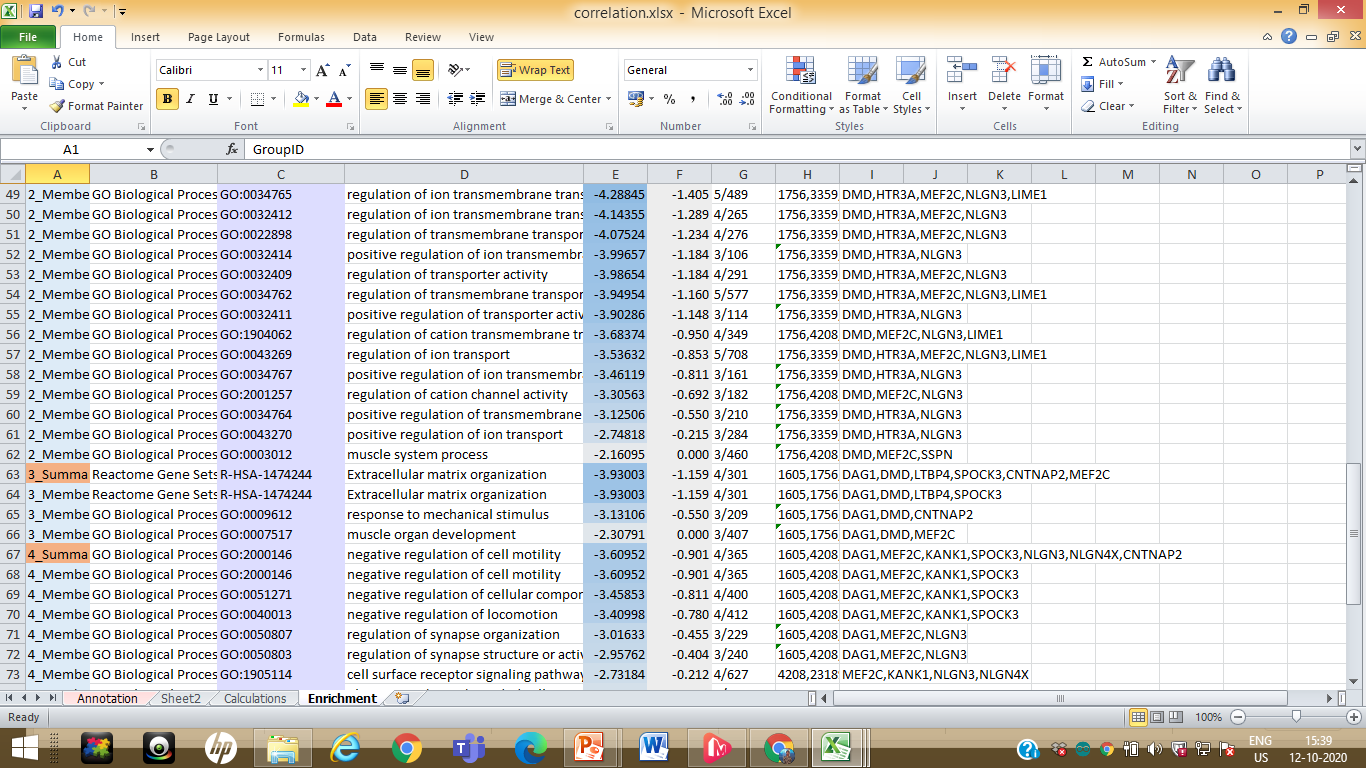 correlation.xlsx - Microsoft Excel
File Home Insert Page Layout Formulas Data Review View
Paste Cut Copy Format Painter Clipboard
Calibri 11 B I U Font
Wrap Text Merge & Center Alignment
General % , Number
Conditional Formatting Format as Table Cell Styles Styles
Insert Delete Format Cells
AutoSum Fill Clear Sort & Filter Find & Select Editing
A1 fx GroupID
A B C D E F G H I J K L M N O P
49 2_Membe GO Biological Proces GO:0034765 regulation of ion transmembrane trans -4.28845 -1.405 5/489 1756,3359, DMD,HTR3A,MEF2C,NLGN3,LIME1
50 2_Membe GO Biological Proces GO:0032412 regulation of ion transmembrane trans -4.14355 -1.289 4/265 1756,3359, DMD,HTR3A,MEF2C,NLGN3
51 2_Membe GO Biological Proces GO:0022898 regulation of transmembrane transpor -4.07524 -1.234 4/276 1756,3359, DMD,HTR3A,MEF2C,NLGN3
52 2_Membe GO Biological Proces GO:0032414 positive regulation of ion transmembr -3.99657 -1.184 3/106 1756,3359, DMD,HTR3A,NLGN3
53 2_Membe GO Biological Proces GO:0032409 regulation of transporter activity -3.98654 -1.184 4/291 1756,3359, DMD,HTR3A,MEF2C,NLGN3
54 2_Membe GO Biological Proces GO:0034762 regulation of transmembrane transpor -3.94954 -1.160 5/577 1756,3359, DMD,HTR3A,MEF2C,NLGN3,LIME1
55 2_Membe GO Biological Proces GO:0032411 positive regulation of transporter activ -3.90286 -1.148 3/114 1756,3359, DMD,HTR3A,NLGN3
56 2_Membe GO Biological Proces GO:1904062 regulation of cation transmembrane tr -3.68374 -0.950 4/349 1756,4208, DMD,MEF2C,NLGN3,LIME1
57 2_Membe GO Biological Proces GO:0043269 regulation of ion transport -3.53632 -0.853 5/708 1756,3359, DMD,HTR3A,MEF2C,NLGN3,LIME1
58 2_Membe GO Biological Proces GO:0034767 positive regulation of ion transmembr -3.46119 -0.811 3/161 1756,3359, DMD,HTR3A,NLGN3
59 2_Membe GO Biological Proces GO:2001257 regulation of cation channel activity -3.30563 -0.692 3/182 1756,4208, DMD,MEF2C,NLGN3
60 2_Membe GO Biological Proces GO:0034764 positive regulation of transmembrane -3.12506 -0.550 3/210 1756,3359, DMD,HTR3A,NLGN3
61 2_Membe GO Biological Proces GO:0043270 positive regulation of ion transport -2.74818 -0.215 3/284 1756,3359, DMD,HTR3A,NLGN3
62 2_Membe GO Biological Proces GO:0003012 muscle system process -2.16095 0.000 3/460 1756,4208, DMD,MEF2C,SSPN
63 3_Summa Reactome Gene Sets R-HSA-1474244 Extracellular matrix organization -3.93003 -1.159 4/301 1605,1756, DAG1,DMD,LTBP4,SPOCK3,CNTNAP2,MEF2C
64 3_Membe Reactome Gene Sets R-HSA-1474244 Extracellular matrix organization -3.93003 -1.159 4/301 1605,1756, DAG1,DMD,LTBP4,SPOCK3
65 3_Membe GO Biological Proces GO:0009612 response to mechanical stimulus -3.13106 -0.550 3/209 1605,1756, DAG1,DMD,CNTNAP2
66 3_Membe GO Biological Proces GO:0007517 muscle organ development -2.30791 0.000 3/407 1605,1756, DAG1,DMD,MEF2C
67 4_Summa GO Biological Proces GO:2000146 negative regulation of cell motility -3.60952 -0.901 4/365 1605,4208, DAG1,MEF2C,KANK1,SPOCK3,NLGN3,NLGN4X,CNTNAP2
68 4_Membe GO Biological Proces GO:2000146 negative regulation of cell motility -3.60952 -0.901 4/365 1605,4208, DAG1,MEF2C,KANK1,SPOCK3
69 4_Membe GO Biological Proces GO:0051271 negative regulation of cellular compor -3.45853 -0.811 4/400 1605,4208, DAG1,MEF2C,KANK1,SPOCK3
70 4_Membe GO Biological Proces GO:0040013 negative regulation of locomotion -3.40998 -0.780 4/412 1605,4208, DAG1,MEF2C,KANK1,SPOCK3
71 4_Membe GO Biological Proces GO:0050807 regulation of synapse organization -3.01633 -0.455 3/229 1605,4208, DAG1,MEF2C,NLGN3
72 4_Membe GO Biological Proces GO:0050803 regulation of synapse structure or activ -2.95762 -0.404 3/240 1605,4208, DAG1,MEF2C,NLGN3
73 4_Membe GO Biological Proces GO:1905114 cell surface receptor signaling pathway -2.73184 -0.212 4/627 4208,2318 MEF2C,KANK1,NLGN3,NLGN4X
Annotation Sheet2 Calculations Enrichment
Ready 100%
ENG 15:39
US 12-10-2020